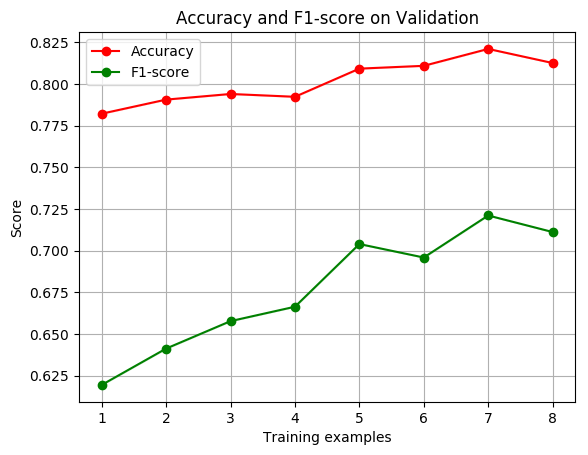 Accuracy and F1-score on Validation
Accuracy
F1-score
0.825
0.800
0.775
0.750
0.725
0.700
0.675
0.650
0.625
Score
1 2 3 4 5 6 7 8
Training examples